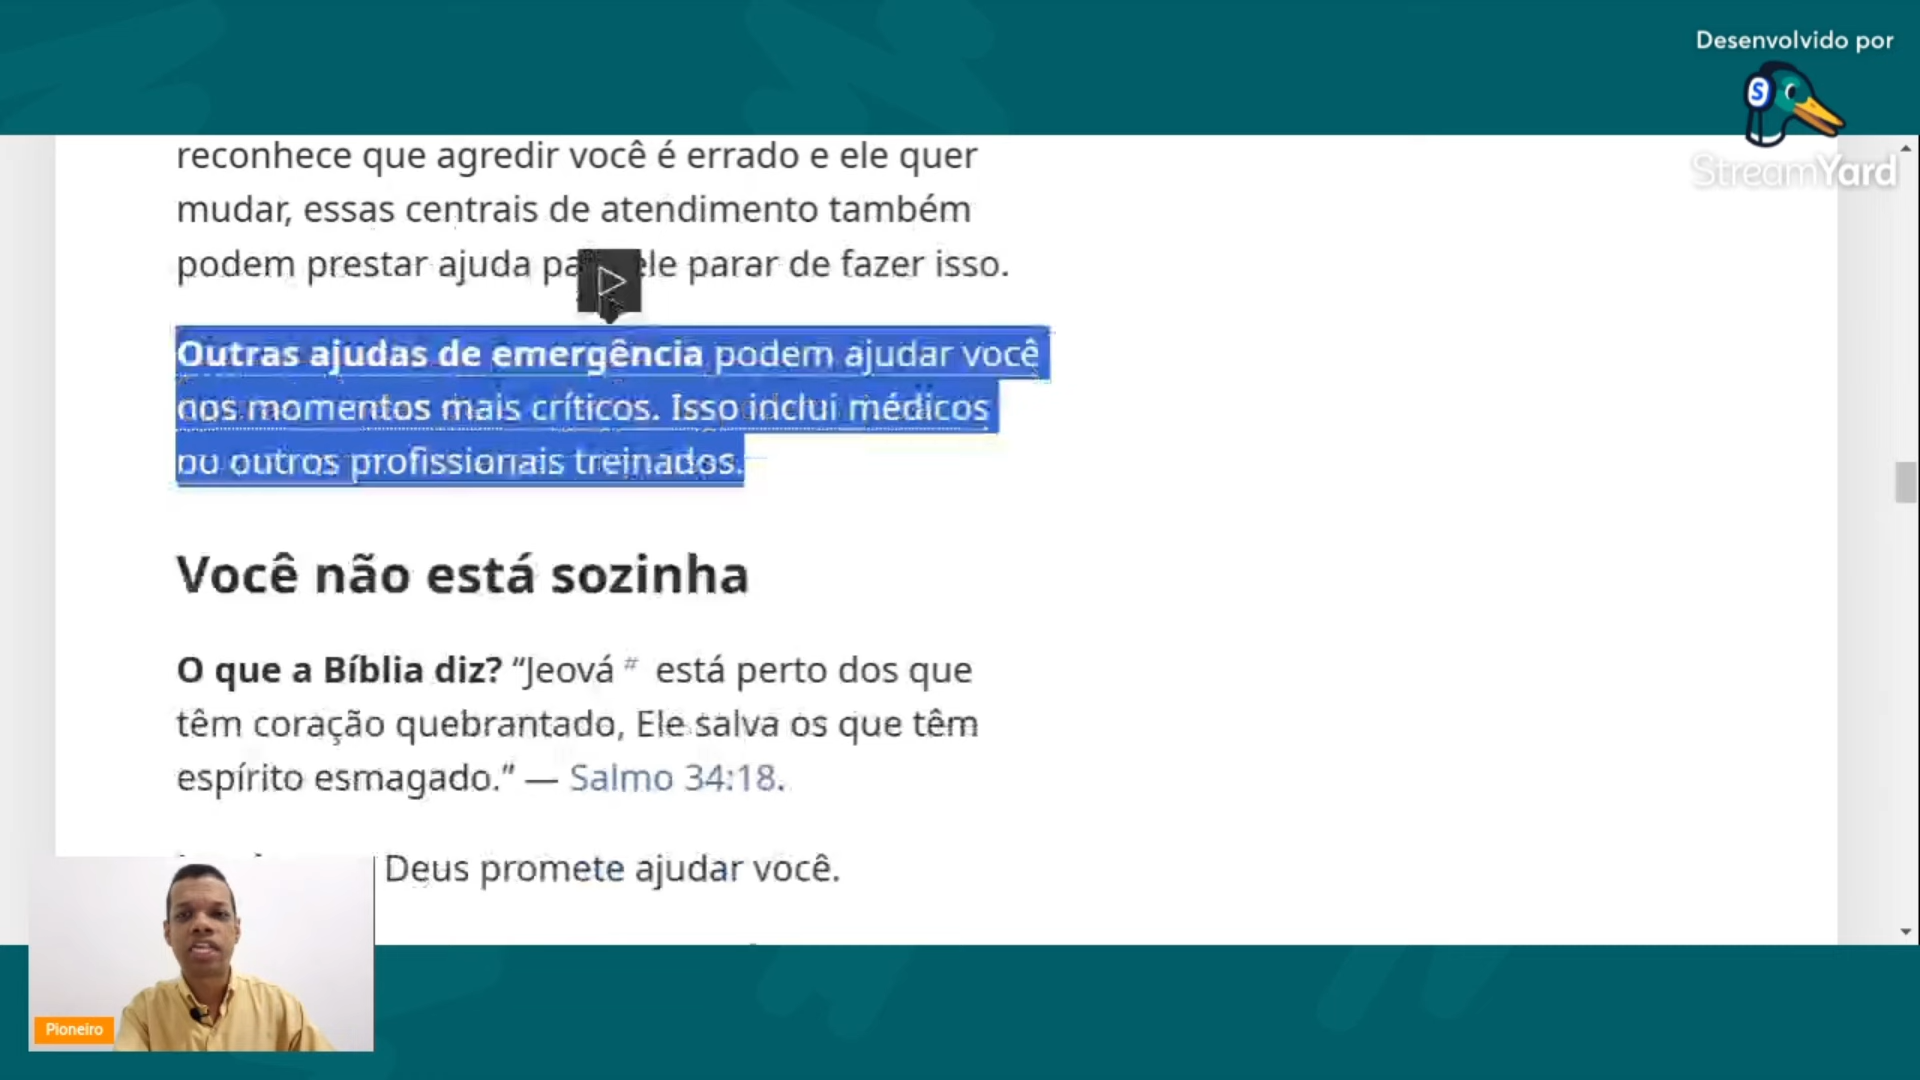 Desenvolvido por
S
StreamYard
reconhece que agredir você é errado e ele quer
mudar, essas centrais de atendimento também
podem prestar ajuda ele parar de fazer isso.
Outras ajudas de emergência podem ajudar você
nos momentos mais críticos. Isso inclui médicos
ou outros profissionais treinados.
Você não está sozinha
O que a Bíblia diz? “Jeová # está perto dos que
têm coração quebrantado, Ele salva os que têm
espírito esmagado.” — Salmo 34:18.
Deus promete ajudar você.
Pioneiro